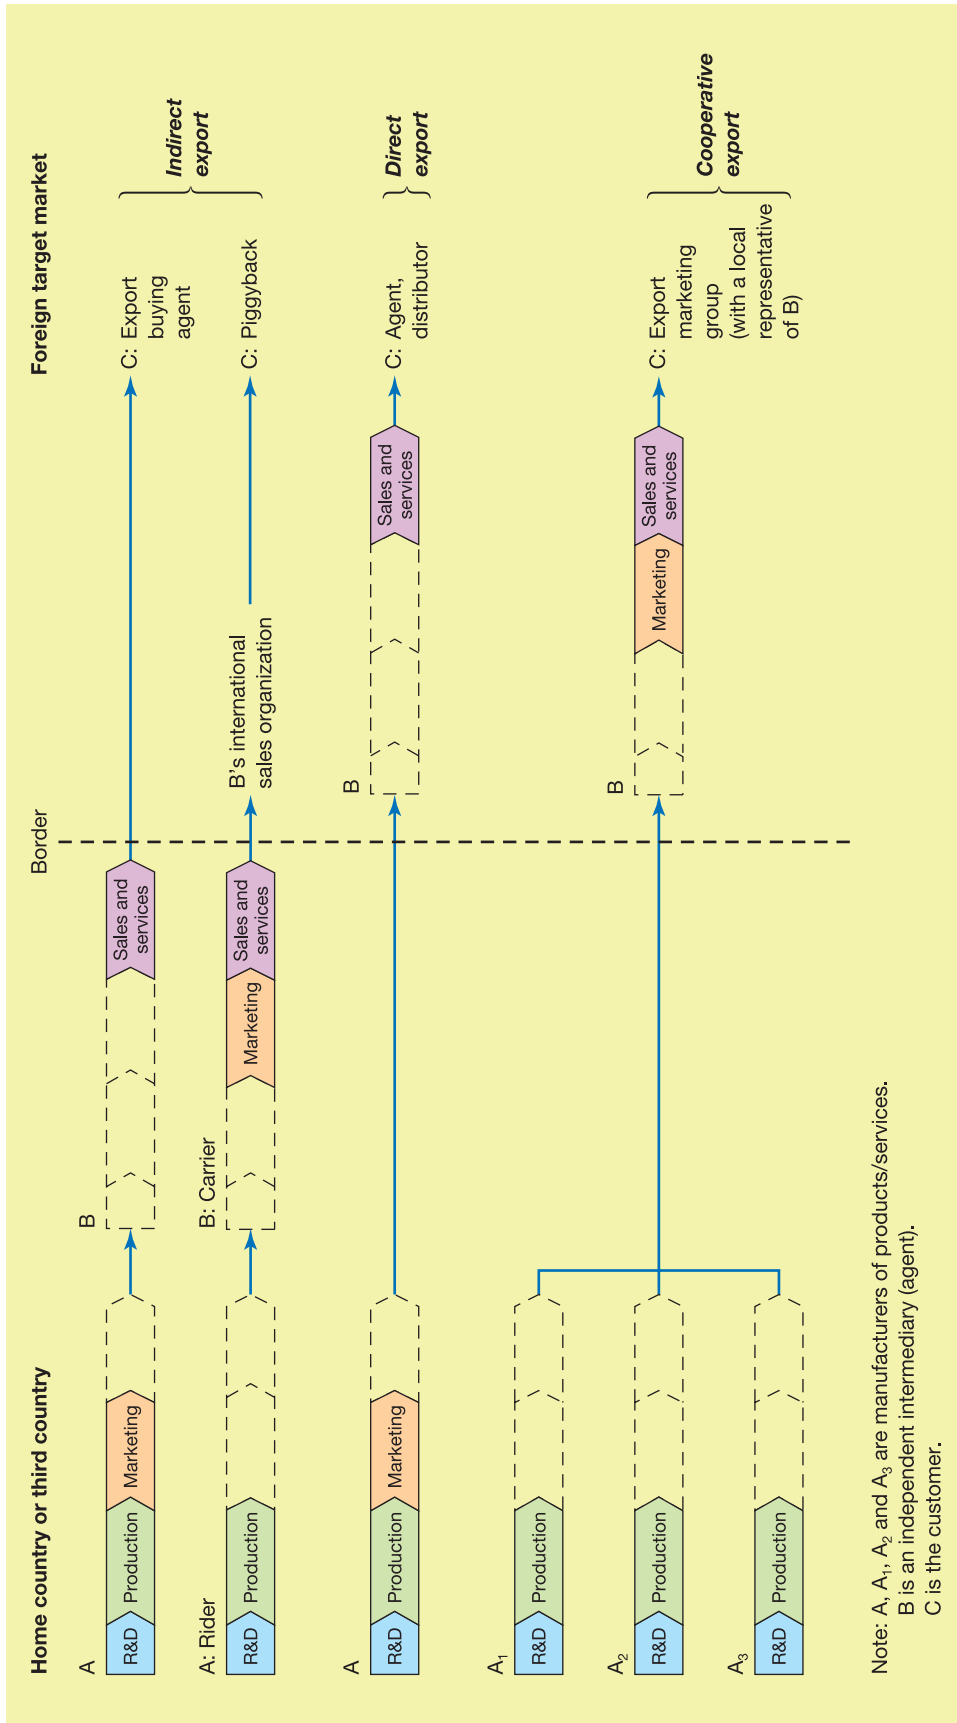 Home country or third country
Border
Foreign target market
A
R&D
Production
Marketing
B
Sales and
services
C: Export
buying
agent
Indirect
export
A: Rider
R&D
Production
B: Carrier
Marketing
Sales and
services
B's international
sales organization
C: Piggyback
A
R&D
Production
Marketing
B
Sales and
services
C: Agent,
distributor
Direct
export
A₁
R&D
Production
A₂
R&D
Production
B
Marketing
Sales and
services
C: Export
marketing
group
(with a local
representative
of B)
Cooperative
export
A₃
R&D
Production
Note: A, A₁, A₂ and A₃ are manufacturers of products/services.
B is an independent intermediary (agent).
C is the customer.